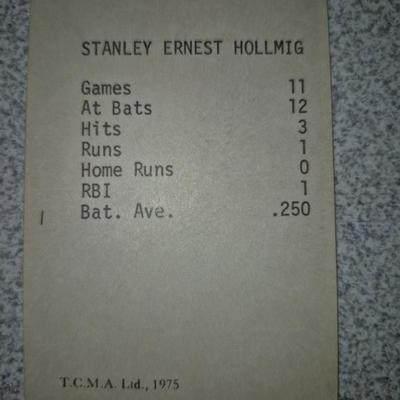 STANLEY ERNEST HOLLMIG
Games 11
At Bats 12
Hits 3
Runs 1
Home Runs 0
RBI 1
Bat. Ave. .250
T.C.M.A. Ltd., 1975